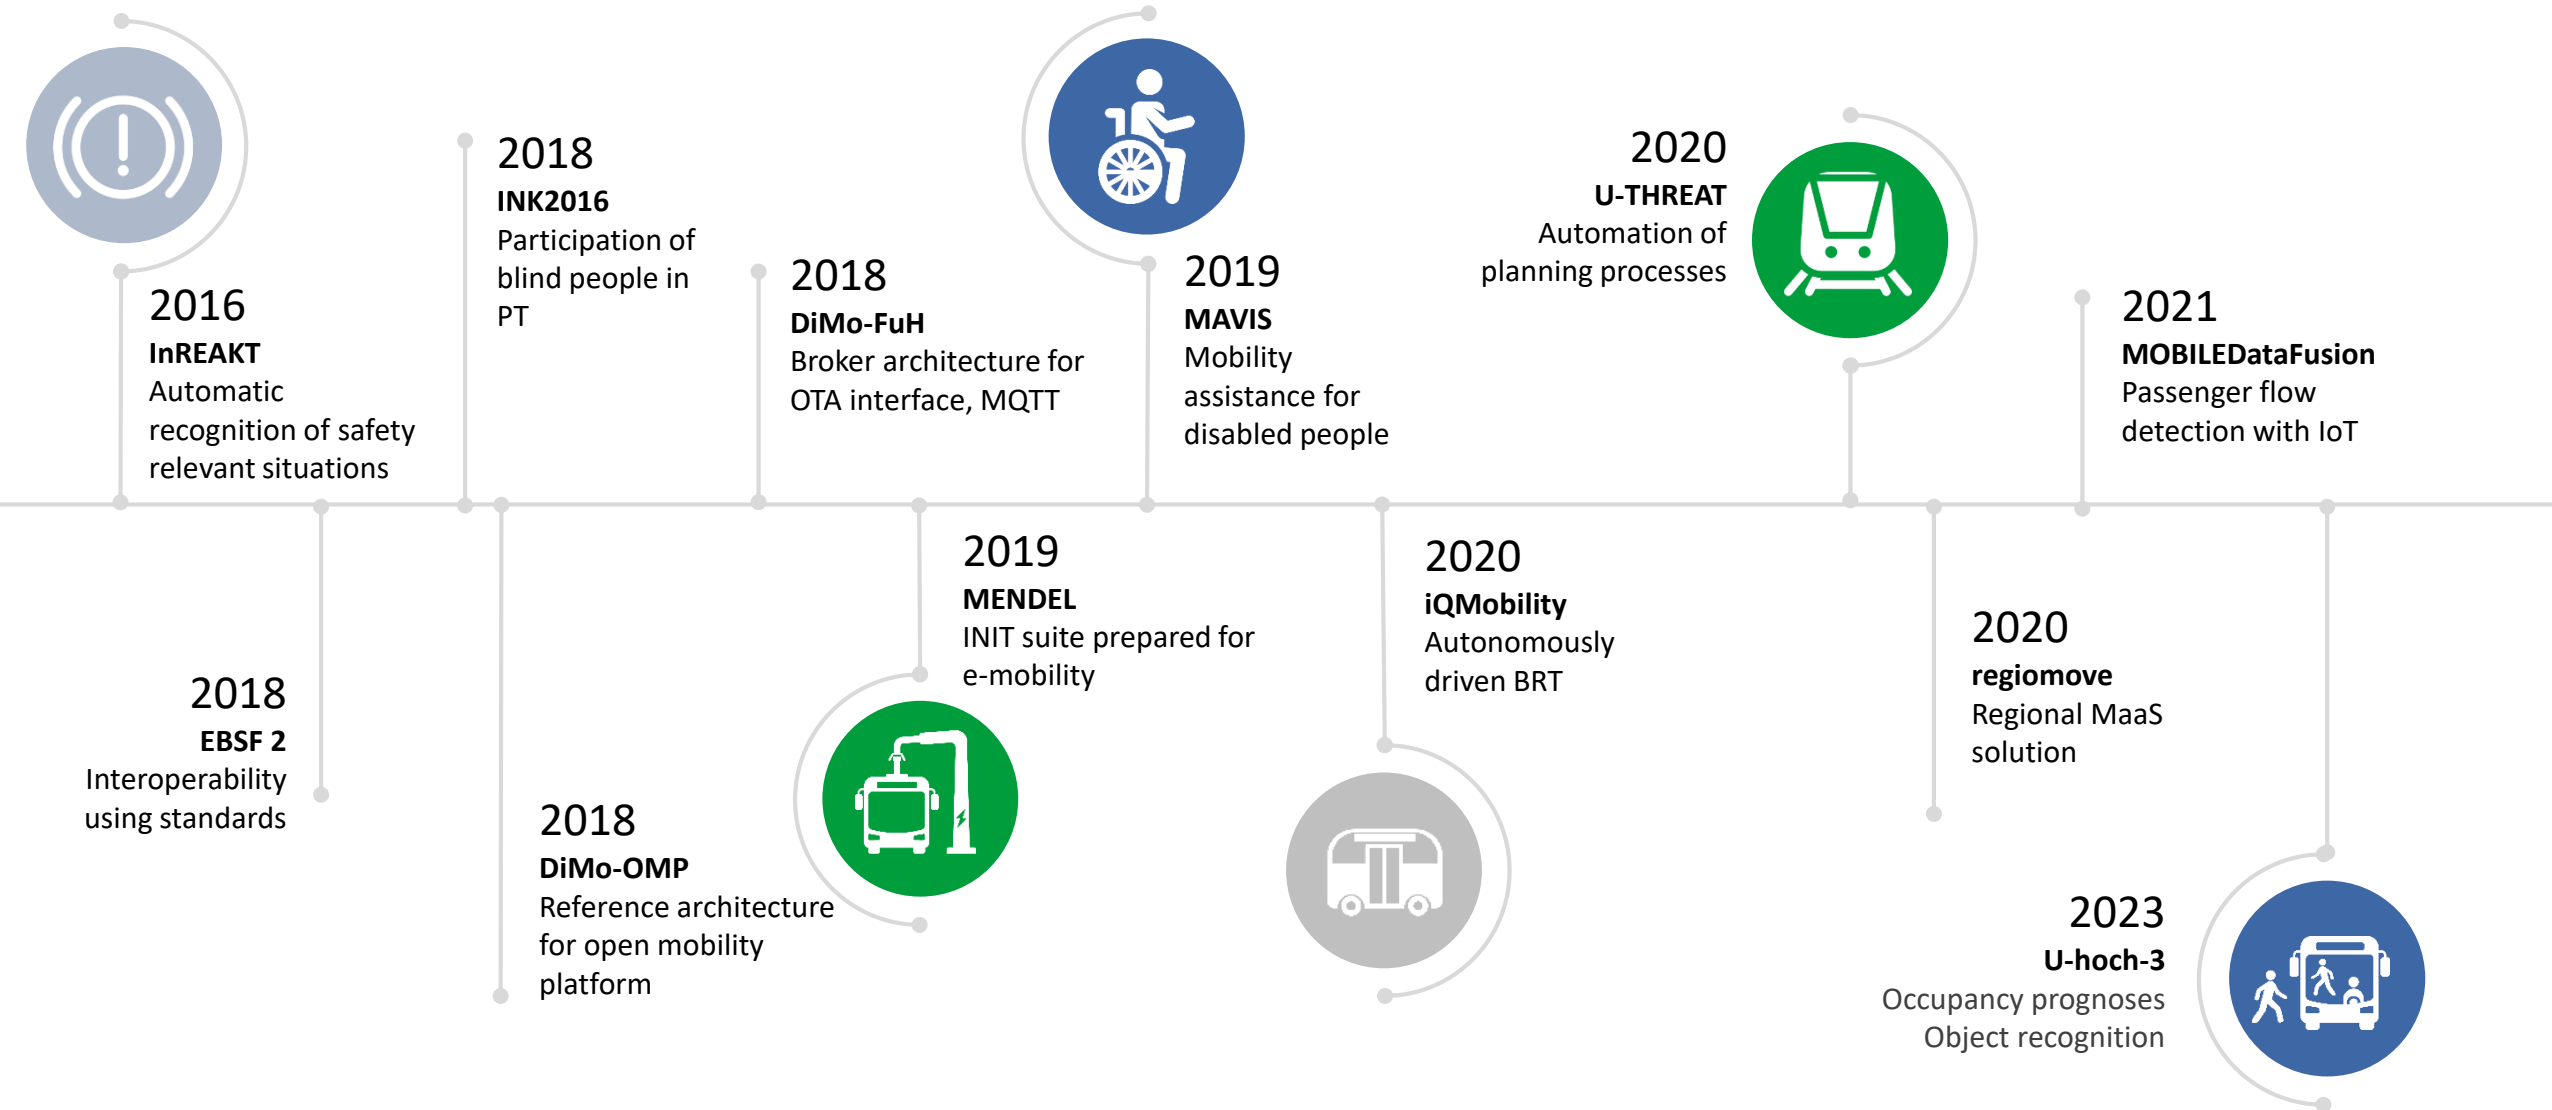 2016
InREAKT
Automatic
recognition of safety
relevant situations
2018
EBSF 2
Interoperability
using standards
2018
INK2016
Participation of
blind people in
PT
2018
DiMo-OMP
Reference architecture
for open mobility
platform
2018
DiMo-FuH
Broker architecture for
OTA interface, MQTT
2019
MENDEL
INIT suite prepared for
e-mobility
2019
MAVIS
Mobility
assistance for
disabled people
2020
iQMobility
Autonomously
driven BRT
2020
U-THREAT
Automation of
planning processes
2020
regiomove
Regional MaaS
solution
2021
MOBILEDataFusion
Passenger flow
detection with IoT
2023
U-hoch-3
Occupancy prognoses
Object recognition